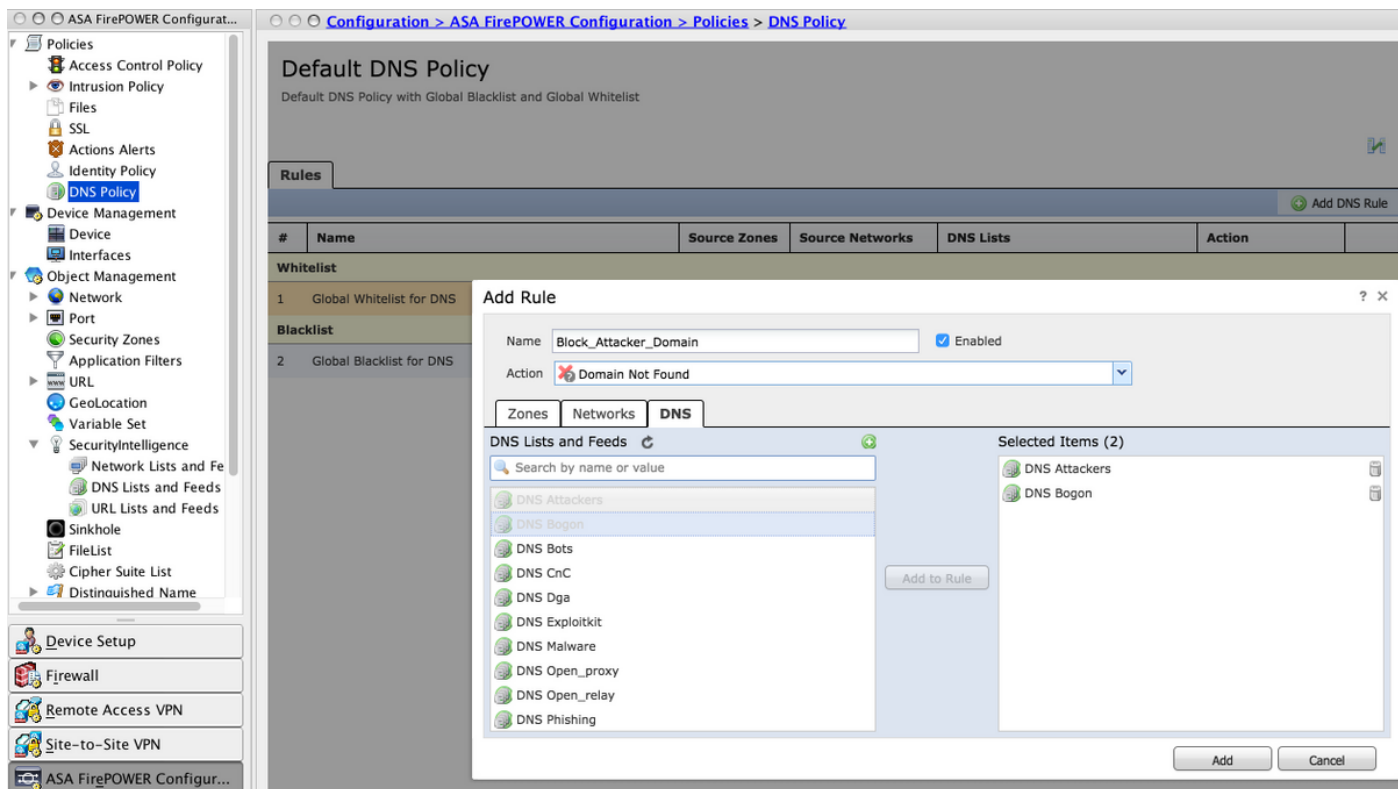 ASA FirePOWER Configurat...
Policies
Access Control Policy
Intrusion Policy
Files
SSL
Actions Alerts
Identity Policy
DNS Policy
Device Management
Device
Interfaces
Object Management
Network
Port
Security Zones
Application Filters
URL
GeoLocation
Variable Set
SecurityIntelligence
Network Lists and Fe
DNS Lists and Feeds
URL Lists and Feeds
Sinkhole
FileList
Cipher Suite List
Distinguished Name
Device Setup
Firewall
Remote Access VPN
Site-to-Site VPN
ASA FirePOWER Configur...
Configuration > ASA FirePOWER Configuration > Policies > DNS Policy
Default DNS Policy
Default DNS Policy with Global Blacklist and Global Whitelist
Rules
Add DNS Rule
# Name Source Zones Source Networks DNS Lists Action
Whitelist
1 Global Whitelist for DNS
Blacklist
2 Global Blacklist for DNS
Add Rule ? ×
Name Block_Attacker_Domain Enabled
Action Domain Not Found
Zones Networks DNS
DNS Lists and Feeds
Search by name or value
DNS Attackers
DNS Bogon
DNS Bots
DNS CnC
DNS Dga
DNS Exploitkit
DNS Malware
DNS Open_proxy
DNS Open_relay
DNS Phishing
Add to Rule
Selected Items (2)
DNS Attackers
DNS Bogon
Add Cancel